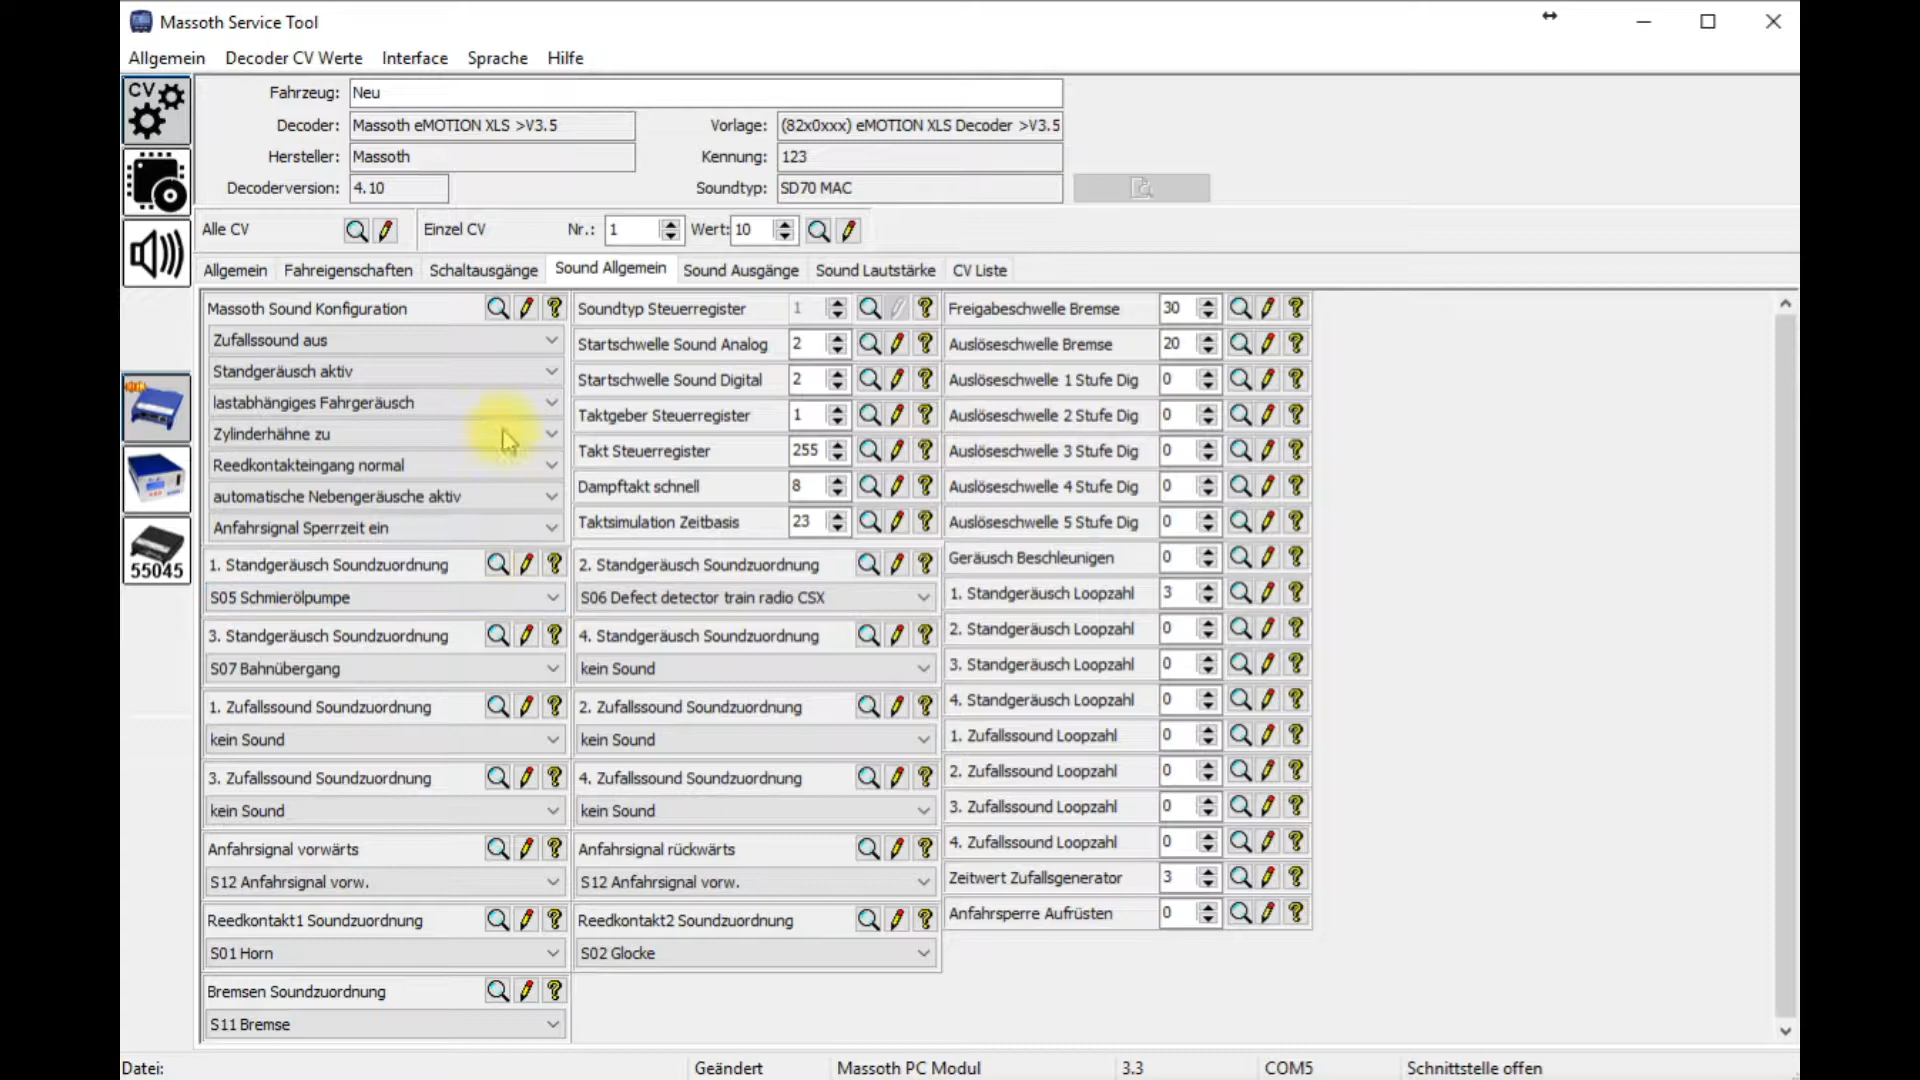 Massoth Service Tool
Allgemein Decoder CV Werte Interface Sprache Hilfe
CV
Fahrzeug: Neu
Decoder: Massoth eMOTION XLS >V3.5 Vorlage: (82x0xxx) eMOTION XLS Decoder >V3.5
Hersteller: Massoth Kennung: 123
Decoderversion: 4.10 Soundtyp: SD70 MAC
Alle CV Einzel CV Nr.: 1 Wert: 10
Allgemein Fahreigenschaften Schaltausgänge Sound Allgemein Sound Ausgänge Sound Lautstärke CV Liste
Massoth Sound Konfiguration
Zufallssound aus
Standgeräusch aktiv
lastabhängiges Fahrgeräusch
Zylinderhähne zu
Reedkontakteingang normal
automatische Nebengeräusche aktiv
Anfahrsignal Sperrzeit ein
Soundtyp Steuerregister 1
Startschwelle Sound Analog 2
Startschwelle Sound Digital 2
Taktgeber Steuerregister 1
Takt Steuerregister 255
Dampftakt schnell 8
Taktsimulation Zeitbasis 23
1. Standgeräusch Soundzuordnung 2. Standgeräusch Soundzuordnung
S05 Schmierölpumpe S06 Defect detector train radio CSX
3. Standgeräusch Soundzuordnung 4. Standgeräusch Soundzuordnung
S07 Bahnübergang kein Sound
1. Zufallssound Soundzuordnung 2. Zufallssound Soundzuordnung
kein Sound kein Sound
3. Zufallssound Soundzuordnung 4. Zufallssound Soundzuordnung
kein Sound kein Sound
Anfahrsignal vorwärts Anfahrsignal rückwärts
S12 Anfahrsignal vorw. S12 Anfahrsignal vorw.
Reedkontakt1 Soundzuordnung Reedkontakt2 Soundzuordnung
S01 Horn S02 Glocke
Bremsen Soundzuordnung
S11 Bremse
Freigabeschwelle Bremse 30
Auslöseschwelle Bremse 20
Auslöseschwelle 1 Stufe Dig 0
Auslöseschwelle 2 Stufe Dig 0
Auslöseschwelle 3 Stufe Dig 0
Auslöseschwelle 4 Stufe Dig 0
Auslöseschwelle 5 Stufe Dig 0
Geräusch Beschleunigen 0
1. Standgeräusch Loopzahl 3
2. Standgeräusch Loopzahl 0
3. Standgeräusch Loopzahl 0
4. Standgeräusch Loopzahl 0
1. Zufallssound Loopzahl 0
2. Zufallssound Loopzahl 0
3. Zufallssound Loopzahl 0
4. Zufallssound Loopzahl 0
Zeitwert Zufallsgenerator 3
Anfahrsperre Aufrüsten 0
55045
Datei: Geändert Massoth PC Modul 3.3 COM5 Schnittstelle offen